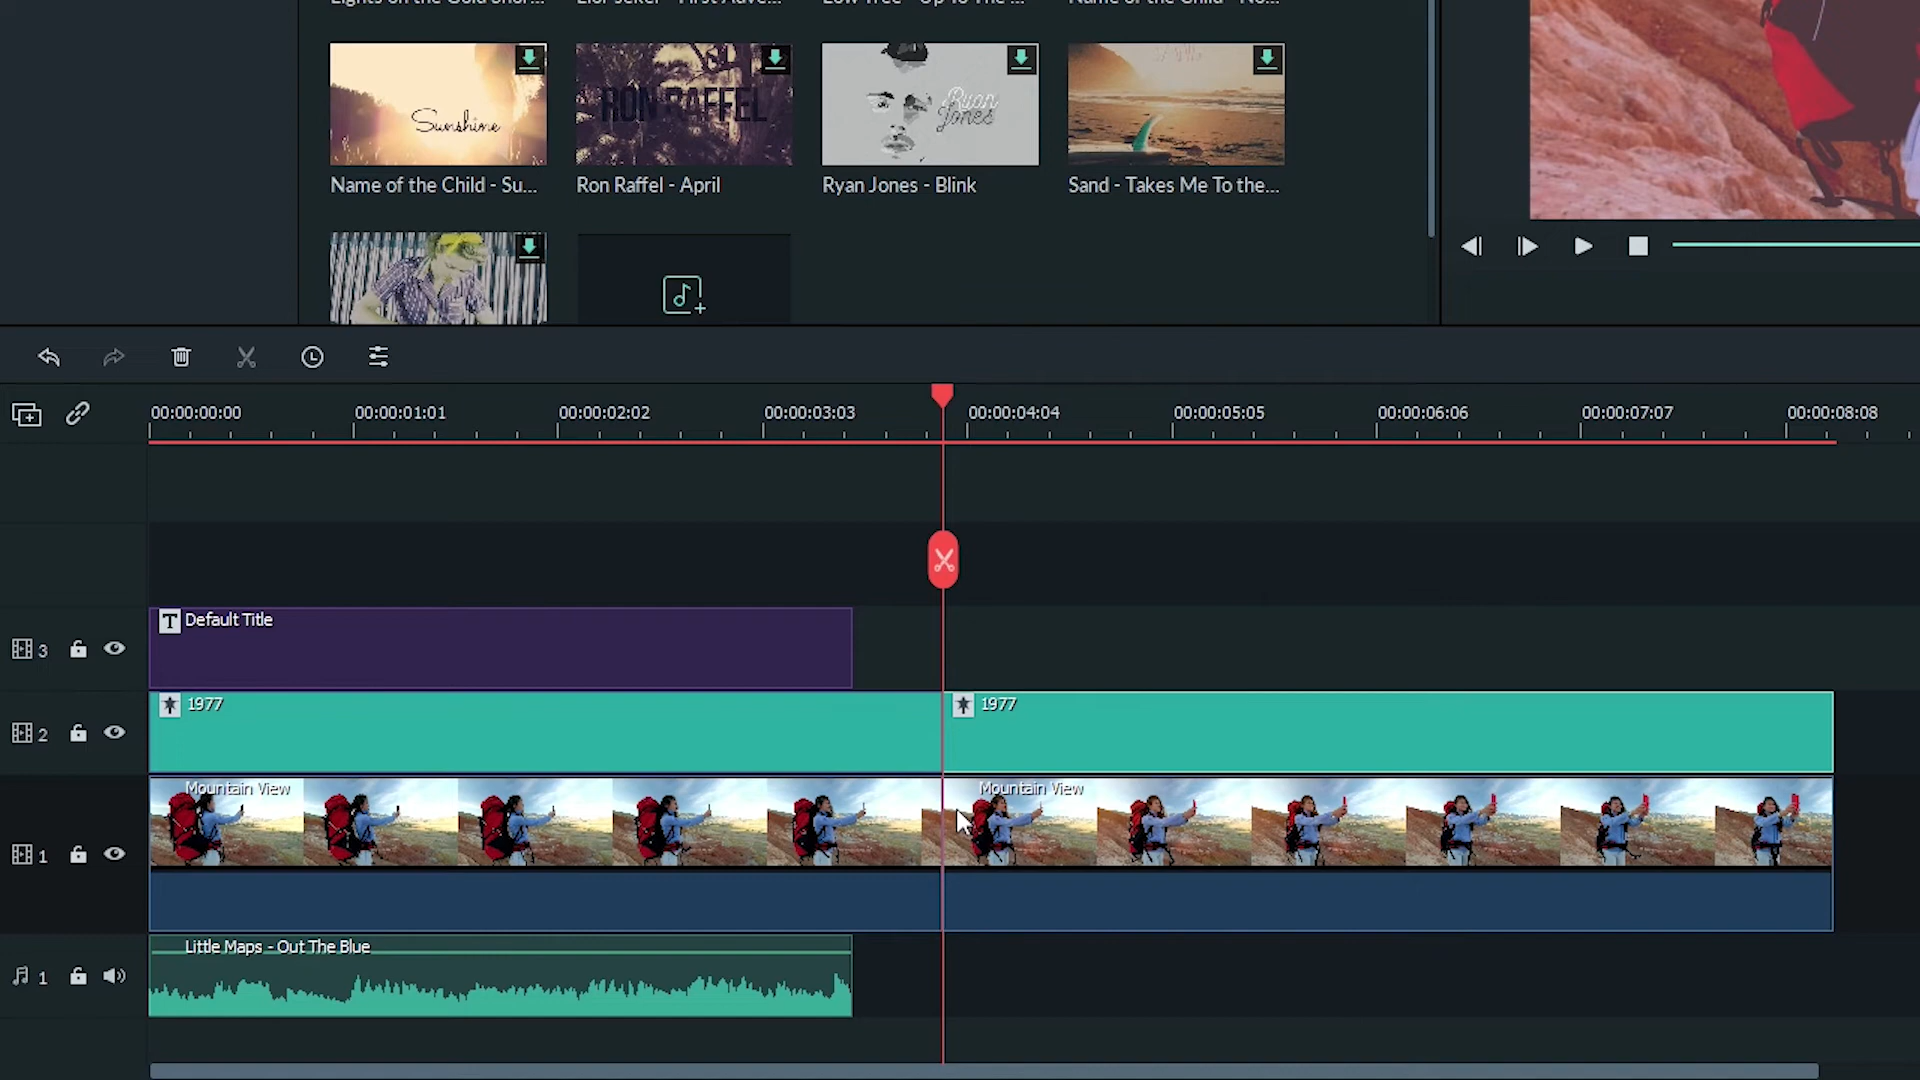 Lights on the Gold Shor...
Lior Seker - First Adve...
Low Tree - Up To The ...
Name of the Child - No...
Sunshine
RON RAFFEL
Ryan Jones
Name of the Child - Su...
Ron Raffel - April
Ryan Jones - Blink
Sand - Takes Me To the...
00:00:00:00
00:00:01:01
00:00:02:02
00:00:03:03
00:00:04:04
00:00:05:05
00:00:06:06
00:00:07:07
00:00:08:08
3
T Default Title
2
1977
1977
1
Mountain View
Mountain View
1
Little Maps - Out The Blue